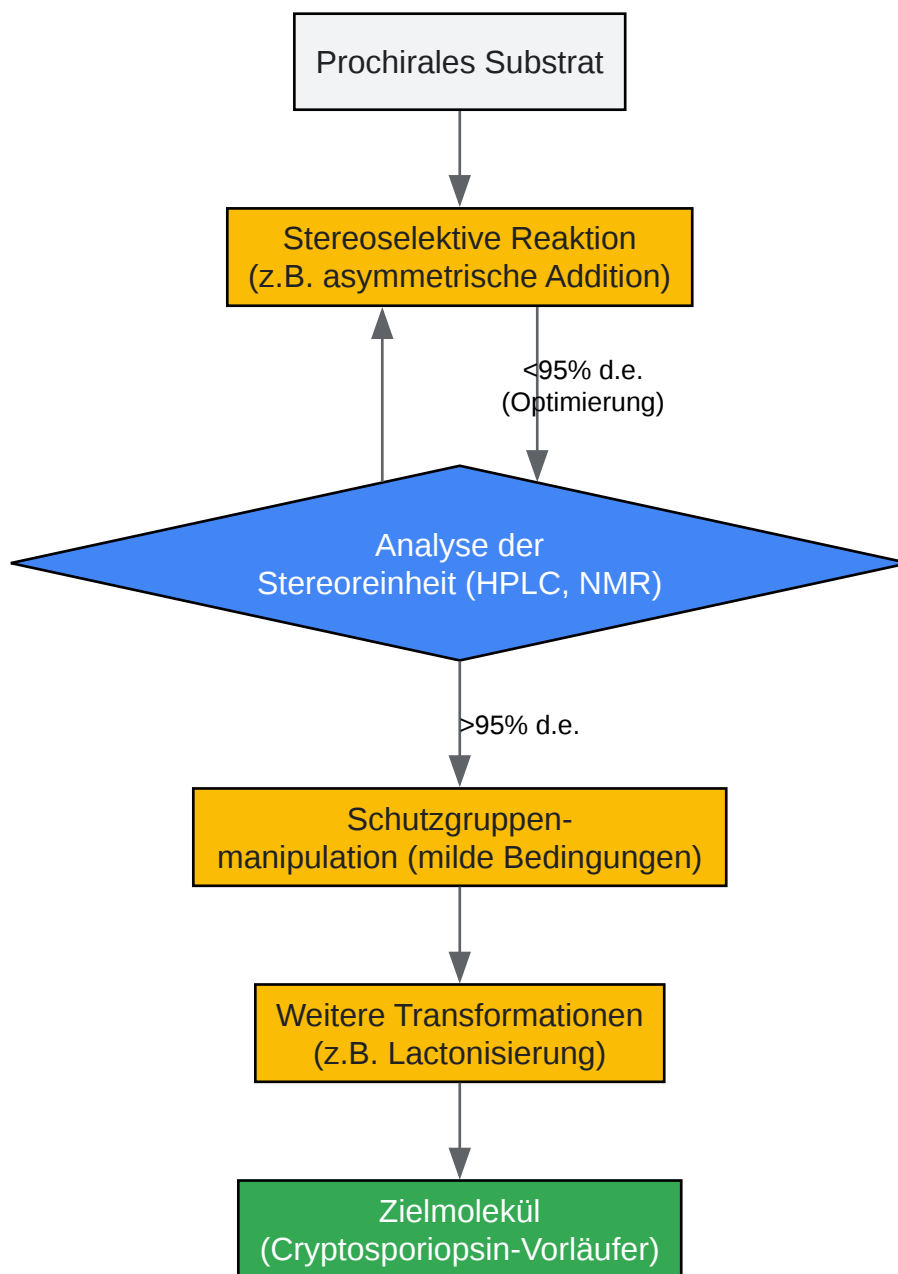 Prochirales Substrat
Stereoselektive Reaktion
(z.B. asymmetrische Addition)
<95% d.e.
(Optimierung)
Analyse der
Stereoreinheit (HPLC, NMR)
>95% d.e.
Schutzgruppen-
manipulation (milde Bedingungen)
Weitere Transformationen
(z.B. Lactonisierung)
Zielmolekül
(Cryptosporiopsin-Vorläufer)